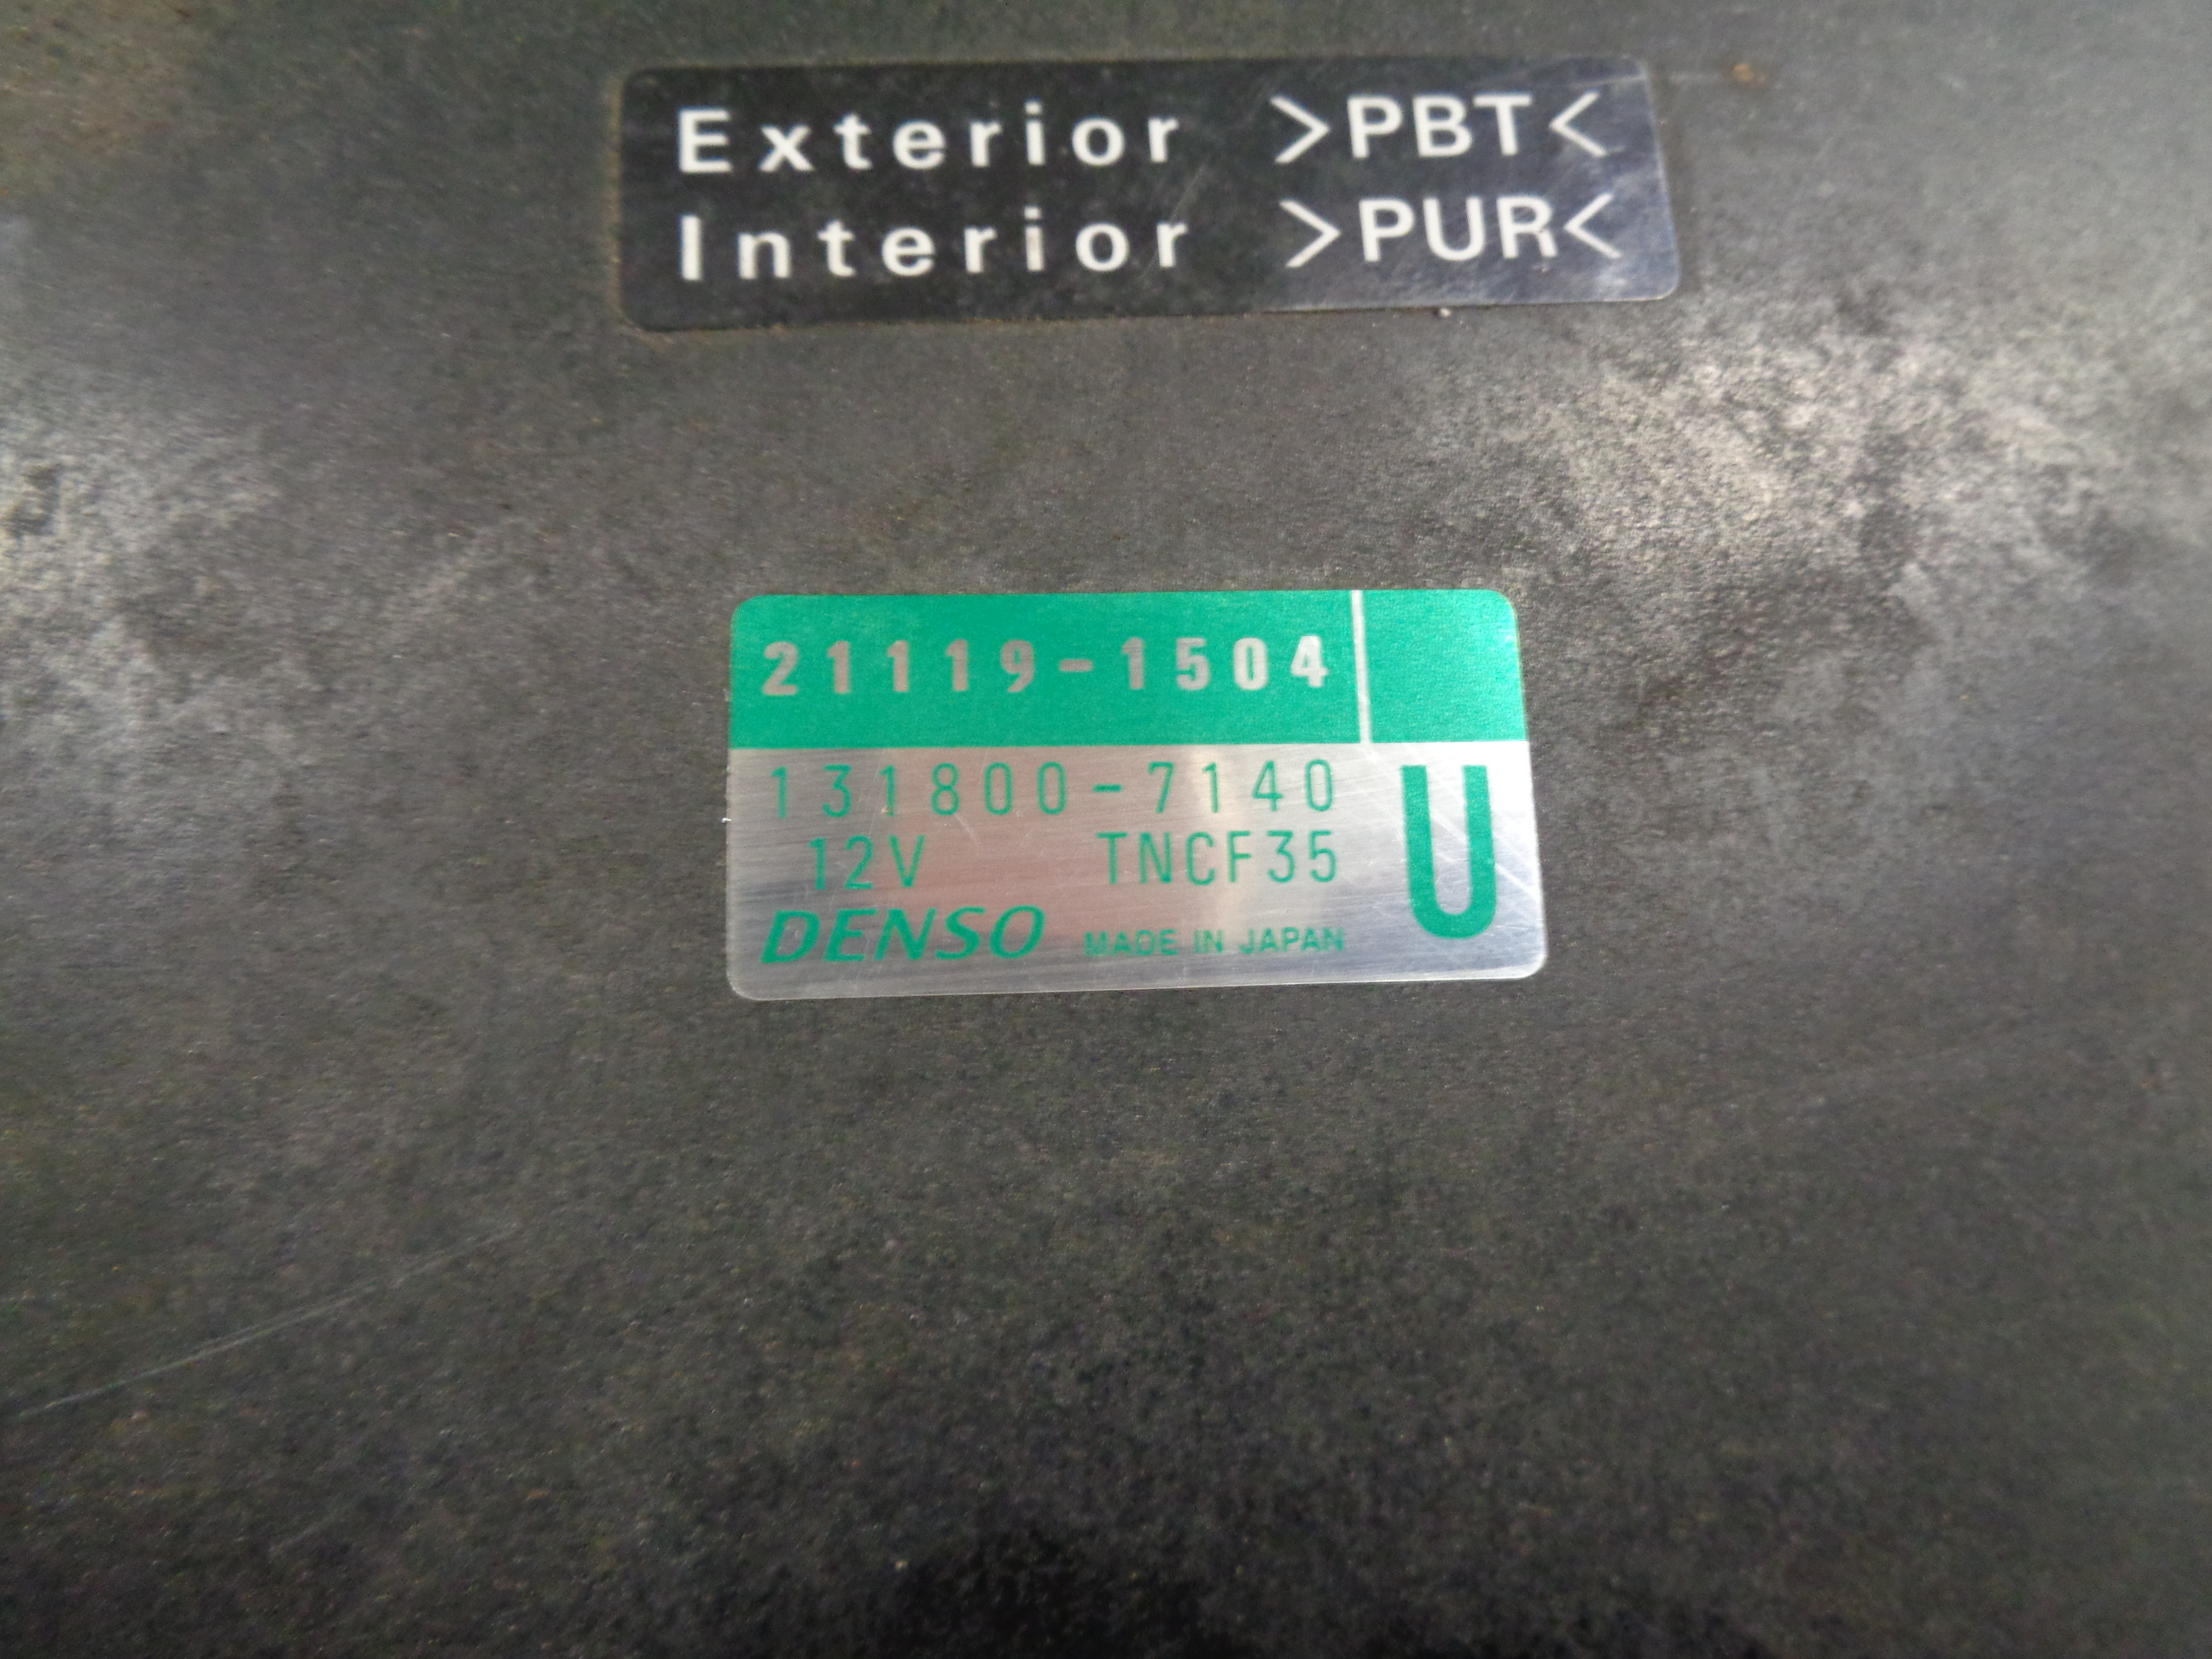 Exterior >PBT<
Interior >PUR<
21119-1504
131800-7140
12V TNCF35
U
DENSO MADE IN JAPAN